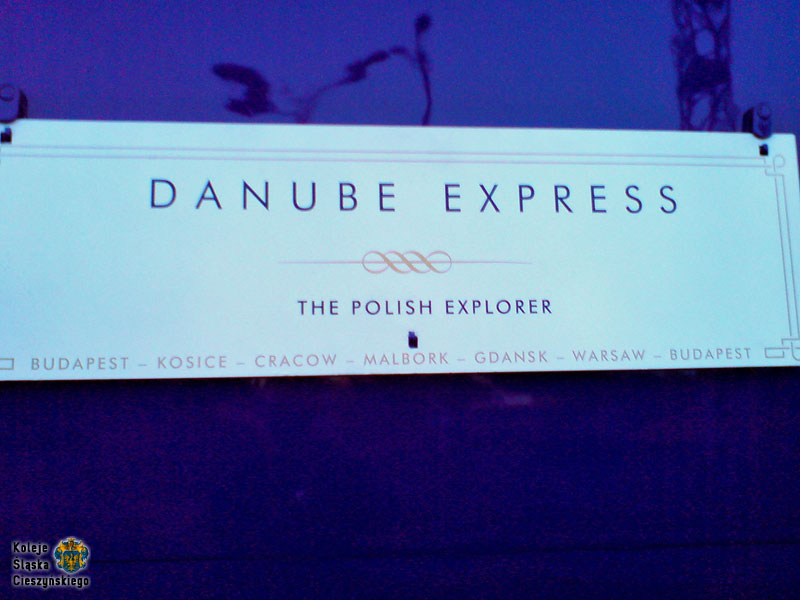 DANUBE EXPRESS
THE POLISH EXPLORER
BUDAPEST – KOSICE – CRACOW – MALBORK – GDANSK – WARSAW – BUDAPEST
Koleje
Śląska
Cieszyńskiego